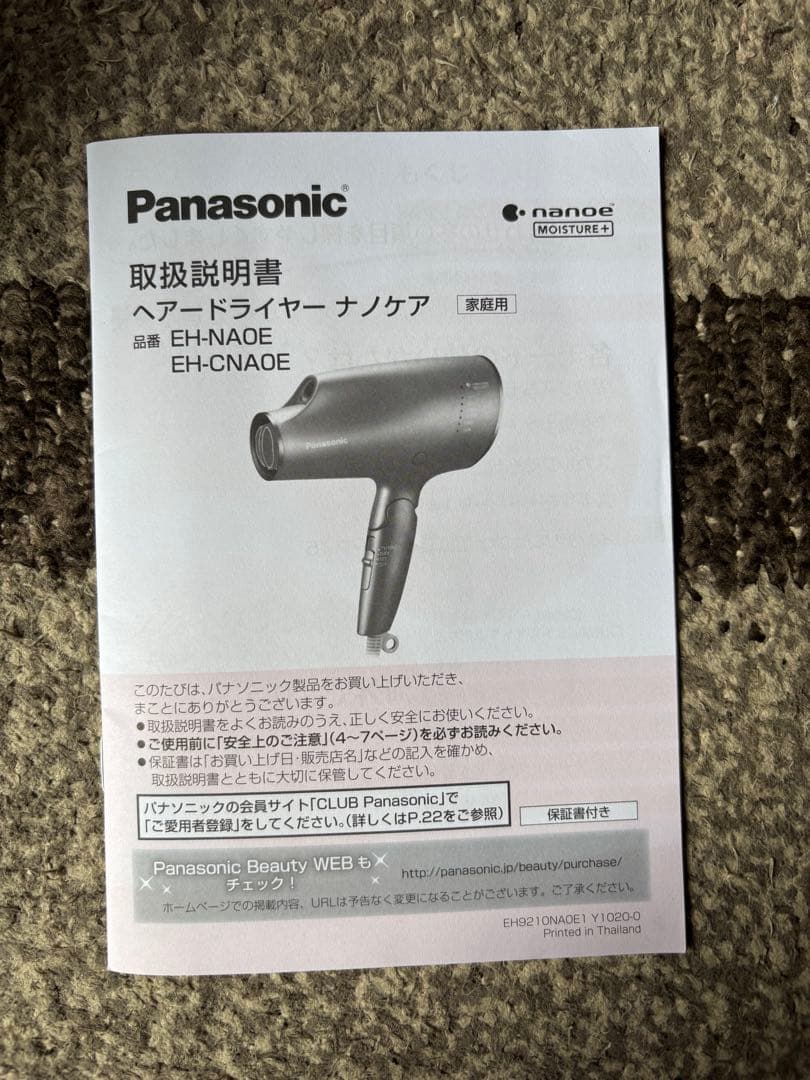 Panasonic®
nanoe™
MOISTURE+
取扱説明書
ヘアードライヤー ナノケア 家庭用
品番 EH-NA0E
EH-CNA0E
Panasonic
このたびは、パナソニック製品をお買い上げいただき、
まことにありがとうございます。
●取扱説明書をよくお読みのうえ、正しく安全にお使いください。
●ご使用前に「安全上のご注意」(4〜7ページ)を必ずお読みください。
●保証書は「お買い上げ日・販売店名」などの記入を確かめ、
取扱説明書とともに大切に保管してください。
パナソニックの会員サイト「CLUB Panasonic」で
「ご愛用者登録」をしてください。(詳しくはP.22をご参照)
保証書付き
Panasonic Beauty WEBも
チェック!
http://panasonic.jp/beauty/purchase/
ホームページでの掲載内容、URLは予告なく変更になることがございます。ご了承ください。
EH9210NA0E1 Y1020-0
Printed in Thailand